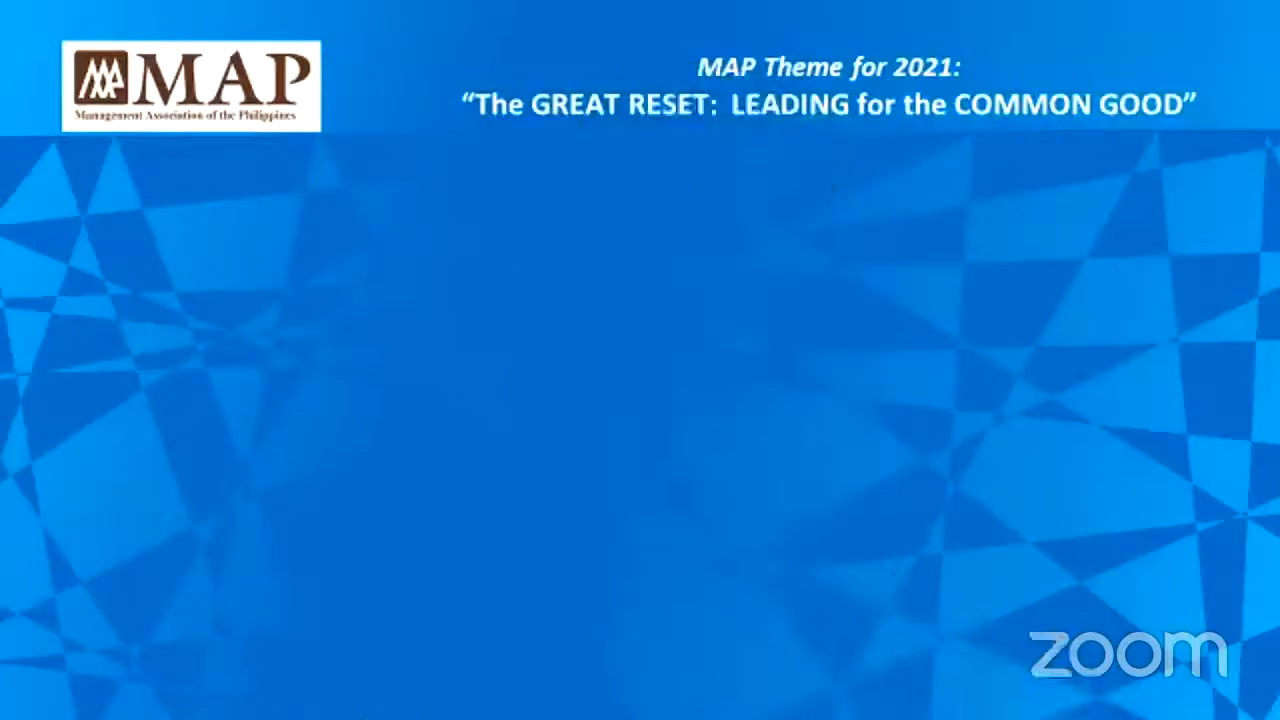 MAP
Management Association of the Philippines
MAP Theme for 2021:
“The GREAT RESET: LEADING for the COMMON GOOD”
zoom